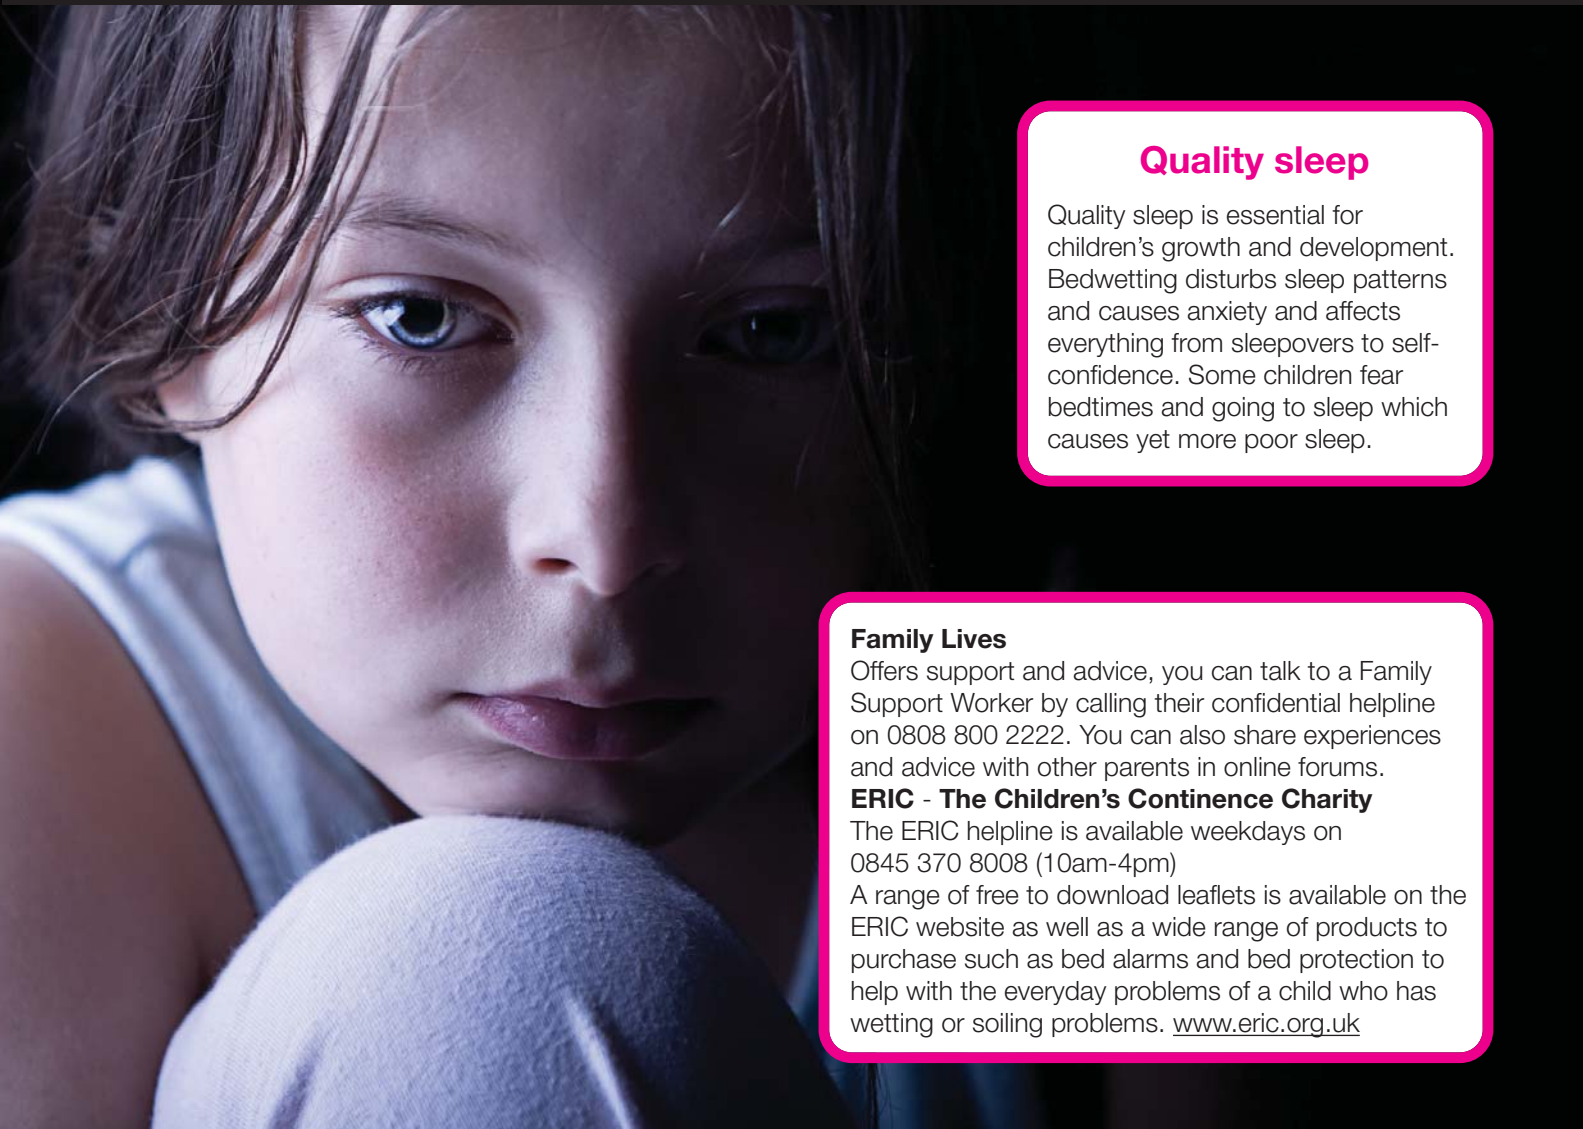 Quality sleep
Quality sleep is essential for
children’s growth and development.
Bedwetting disturbs sleep patterns
and causes anxiety and affects
everything from sleepovers to self-
confidence. Some children fear
bedtimes and going to sleep which
causes yet more poor sleep.
Family Lives
Offers support and advice, you can talk to a Family
Support Worker by calling their confidential helpline
on 0808 800 2222. You can also share experiences
and advice with other parents in online forums.
ERIC - The Children’s Continence Charity
The ERIC helpline is available weekdays on
0845 370 8008 (10am-4pm)
A range of free to download leaflets is available on the
ERIC website as well as a wide range of products to
purchase such as bed alarms and bed protection to
help with the everyday problems of a child who has
wetting or soiling problems. www.eric.org.uk